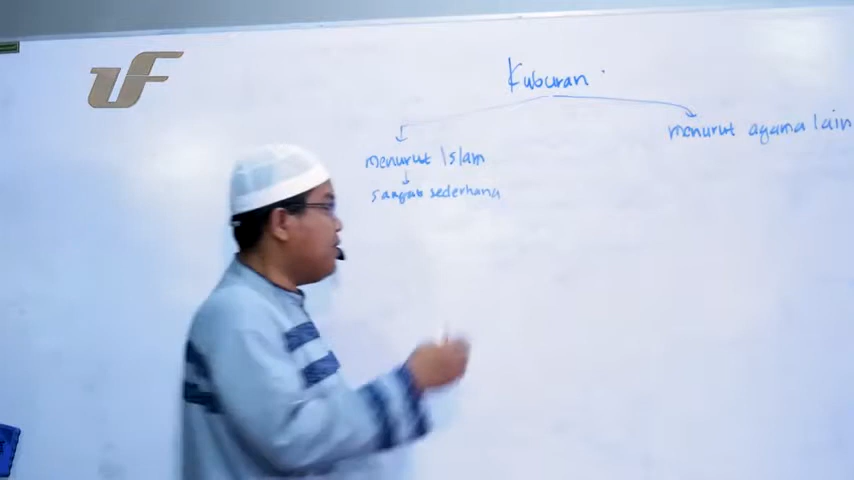 UF
Kuburan
menurut agama lain
menurut Islam
sangat sederhana